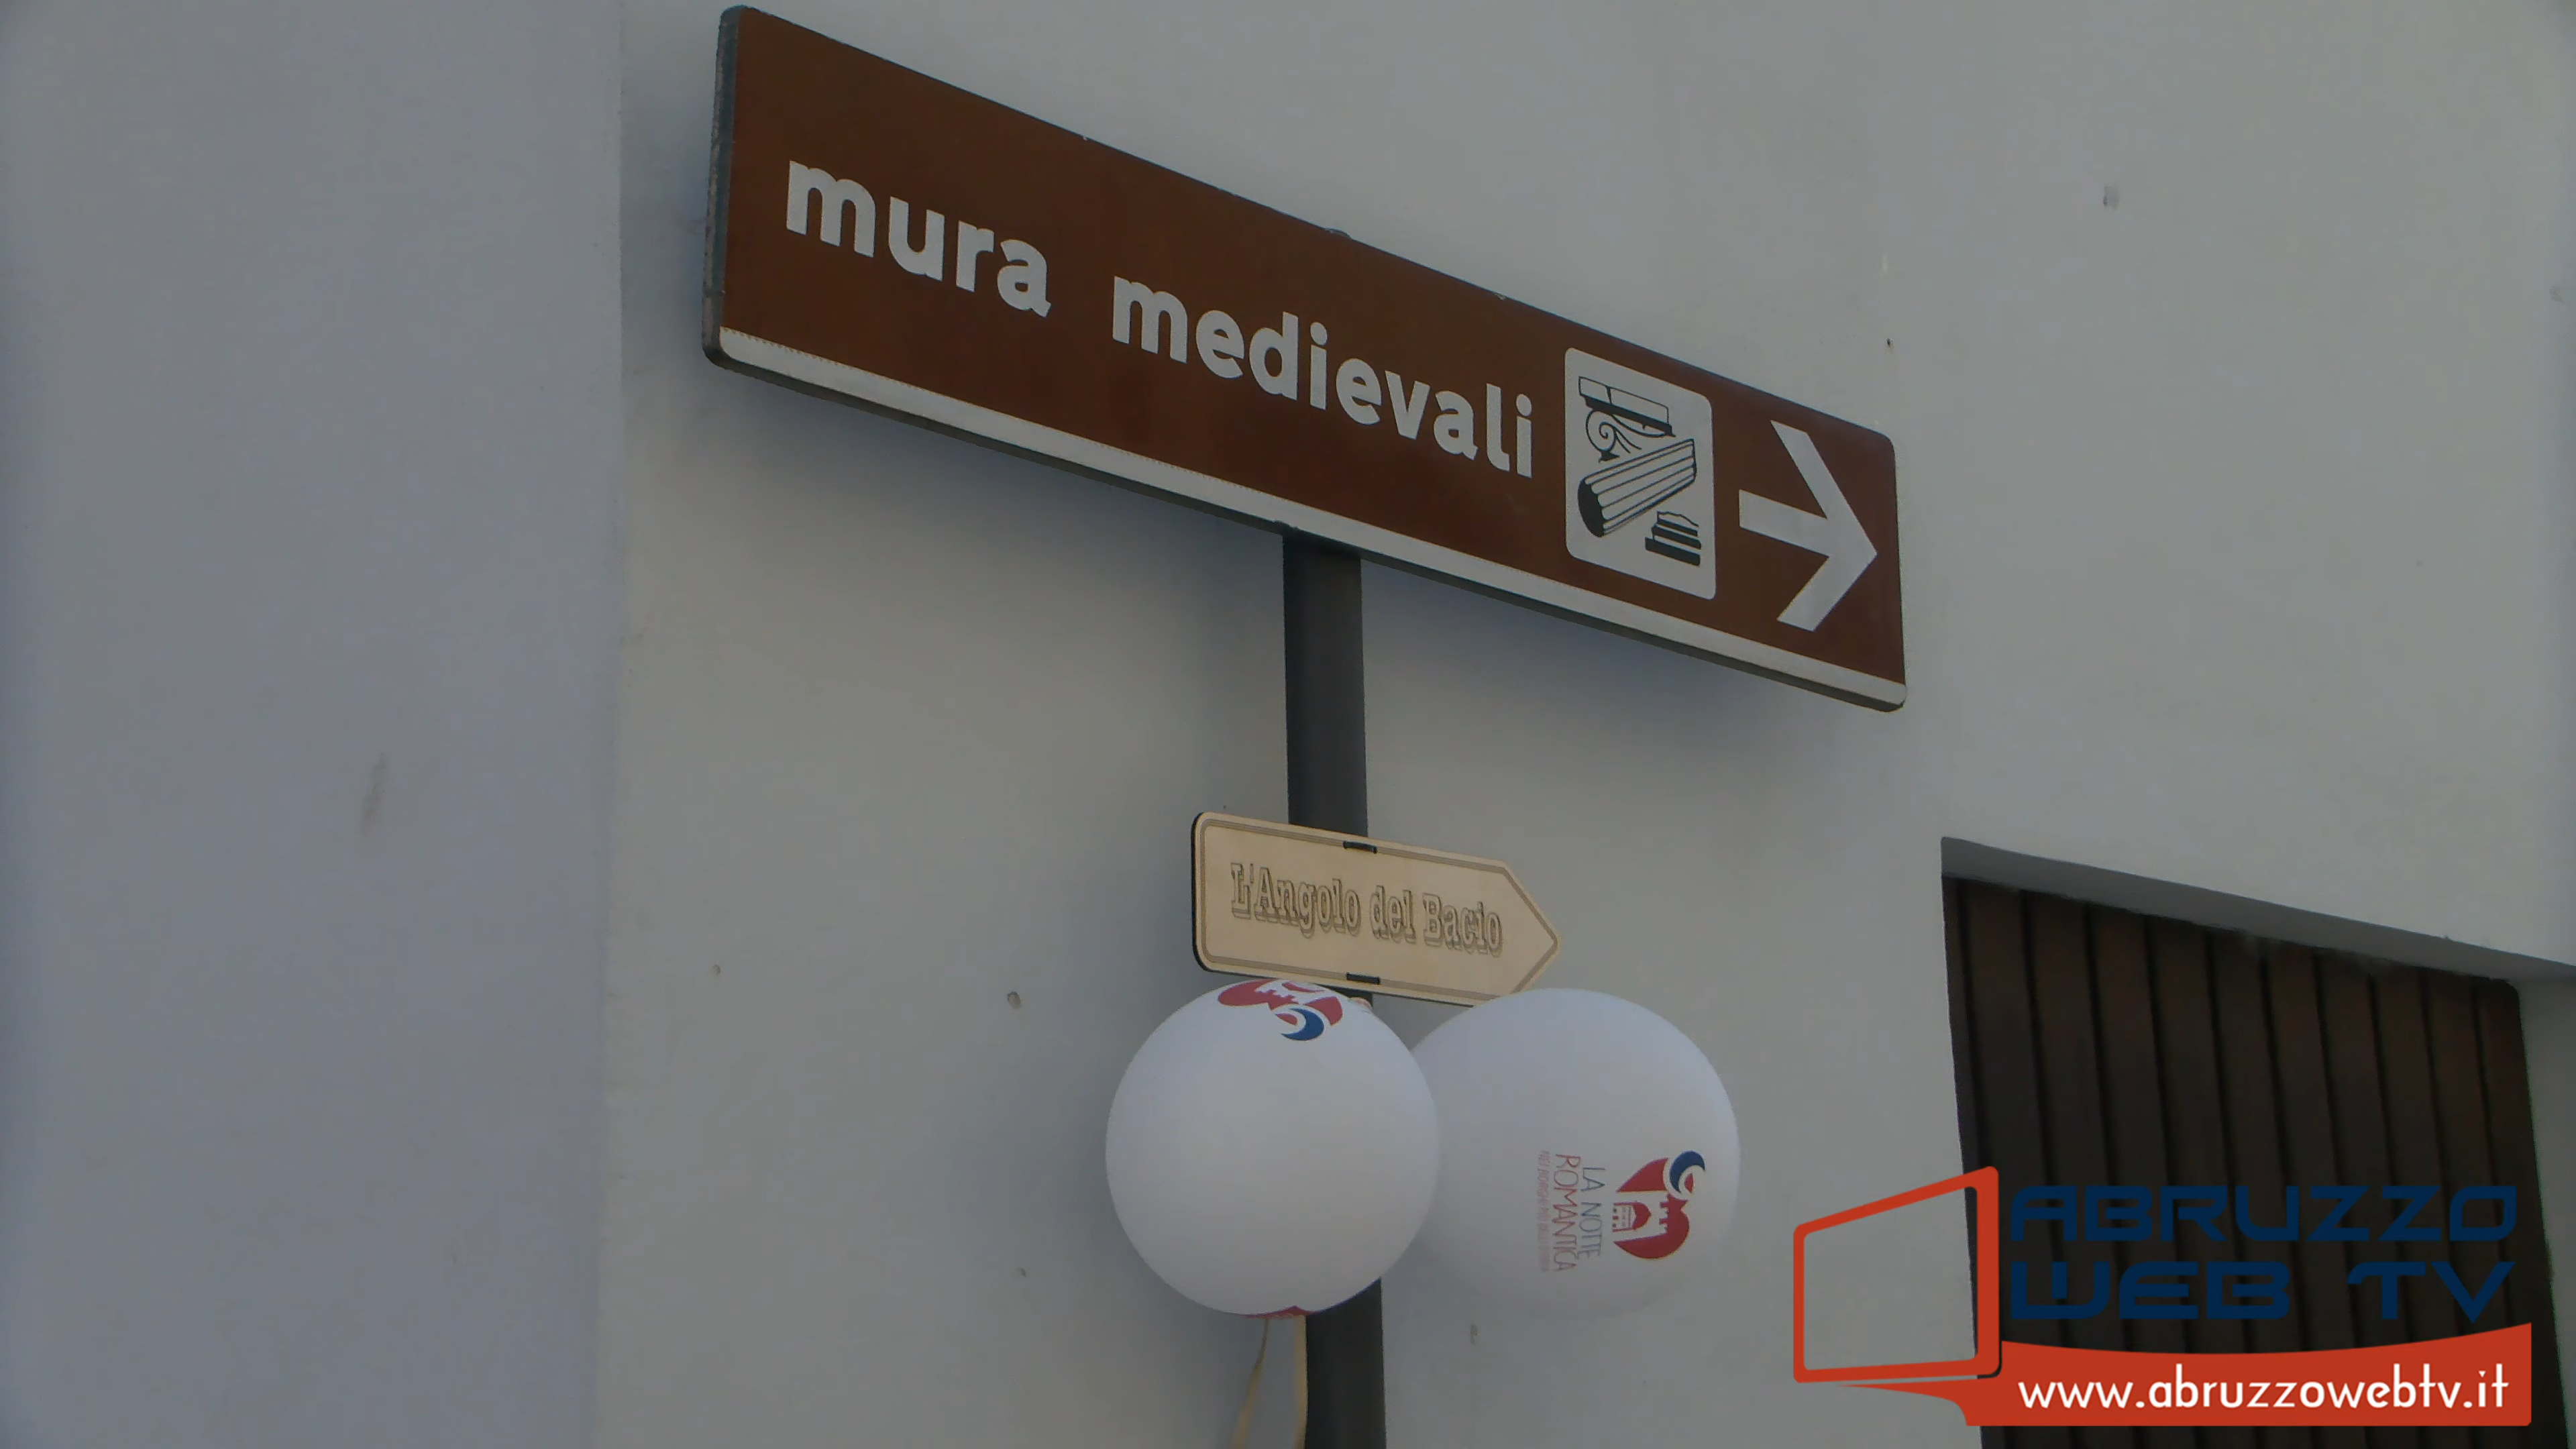 mura medievali
L'Angolo del Bacio
LA NOTTE
ROMANTICA
ABRUZZO
WEB TV
www.abruzzowebtv.it